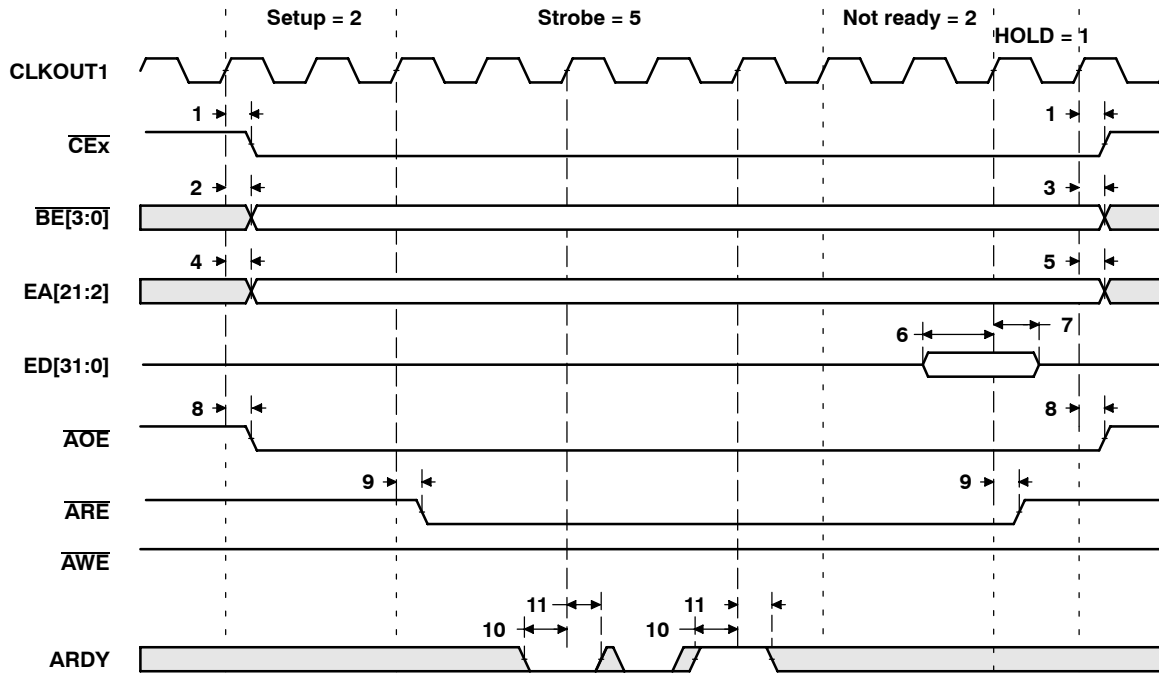 Setup = 2
Strobe = 5
Not ready = 2
HOLD = 1
CLKOUT1
1
1
CEx
2
3
BE[3:0]
4
5
EA[21:2]
6
7
ED[31:0]
8
8
AOE
9
9
ARE
AWE
11
11
10
10
ARDY